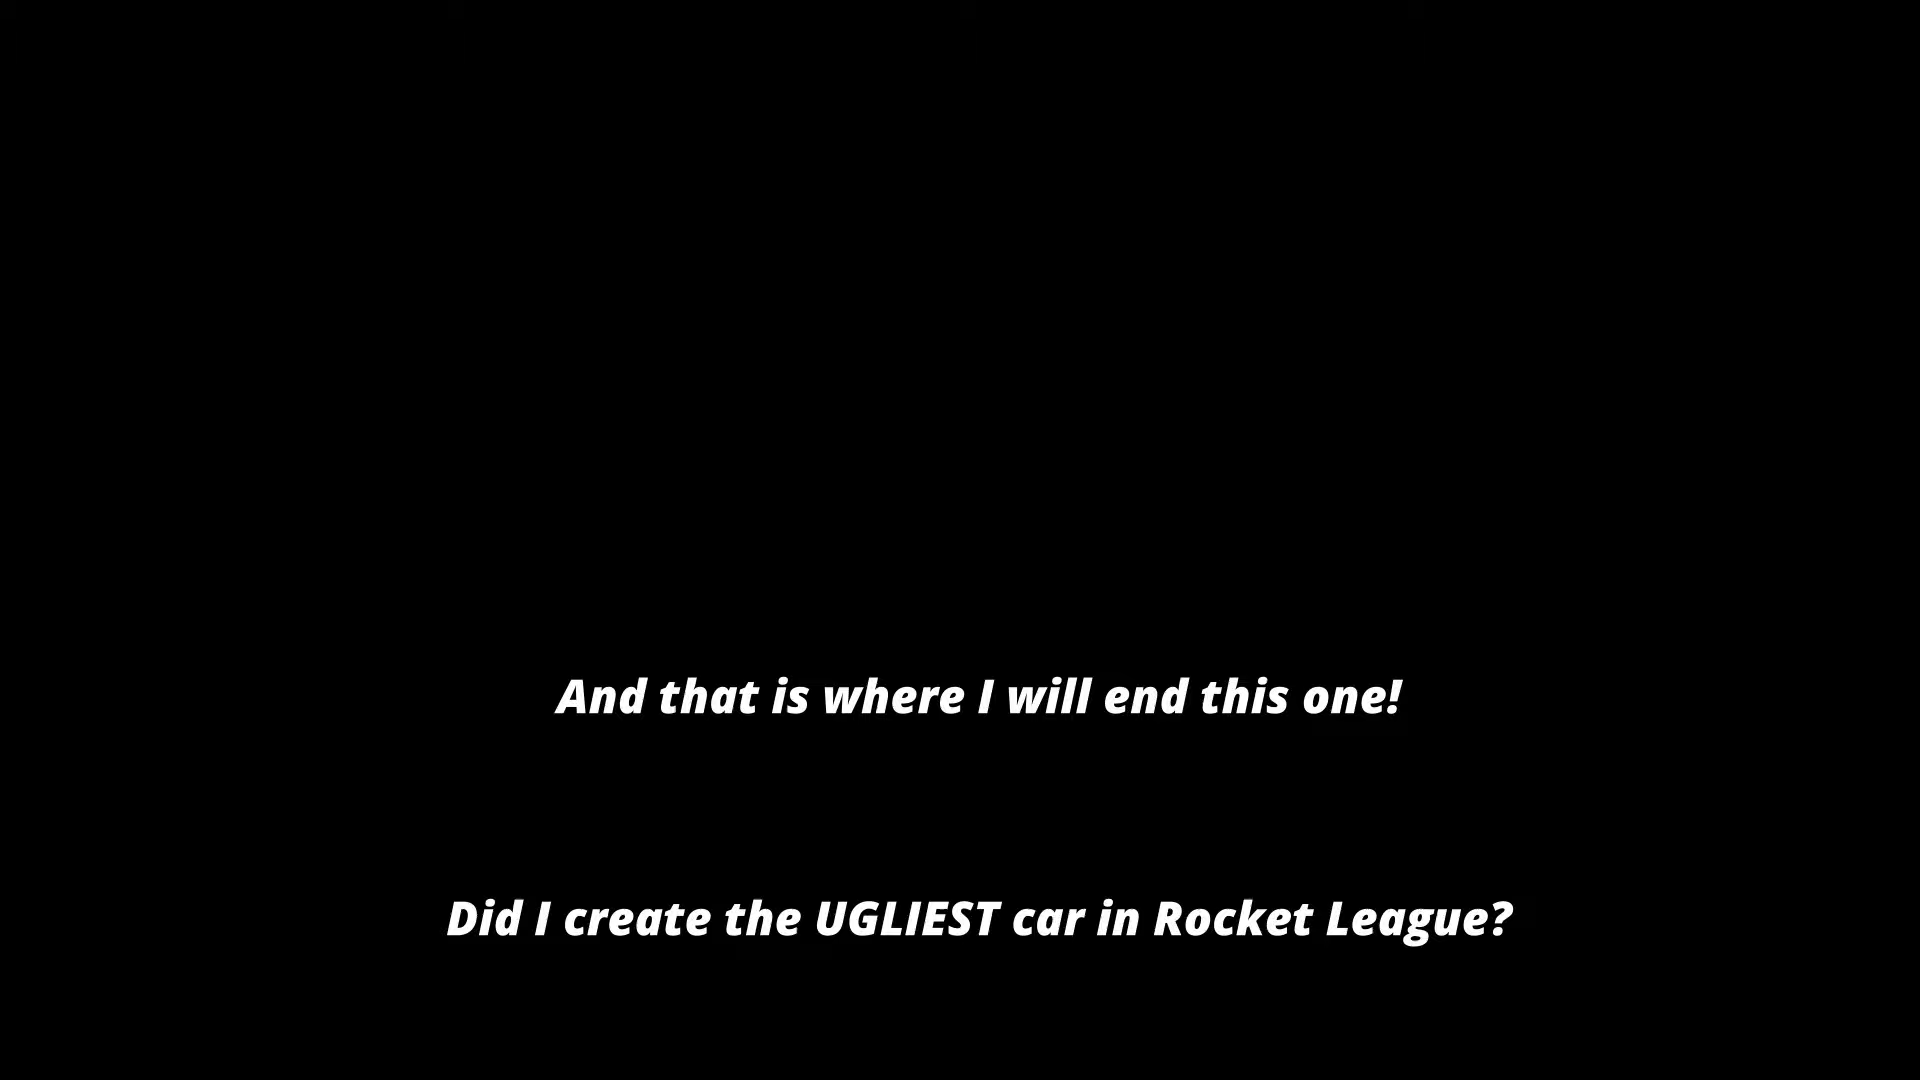 And that is where I will end this one!
Did I create the UGLIEST car in Rocket League?